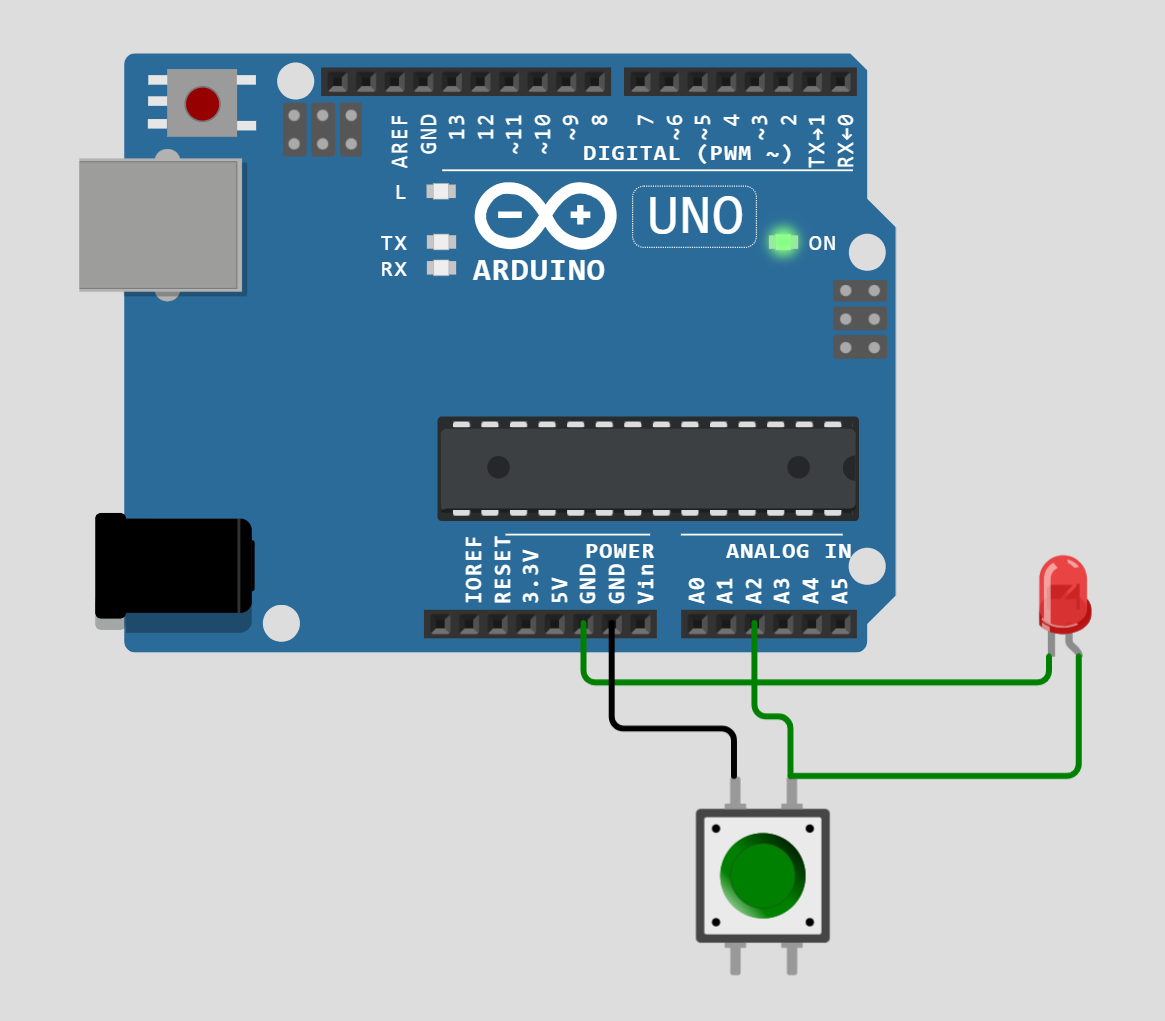 AREF
GND
13
12
~11
~10
~9
8
7
~6
~5
4
~3
2
TX→1
RX←0
DIGITAL (PWM ~)
L
TX
RX
UNO
ON
ARDUINO
POWER
ANALOG IN
IOREF
RESET
3.3V
5V
GND
GND
Vin
A0
A1
A2
A3
A4
A5